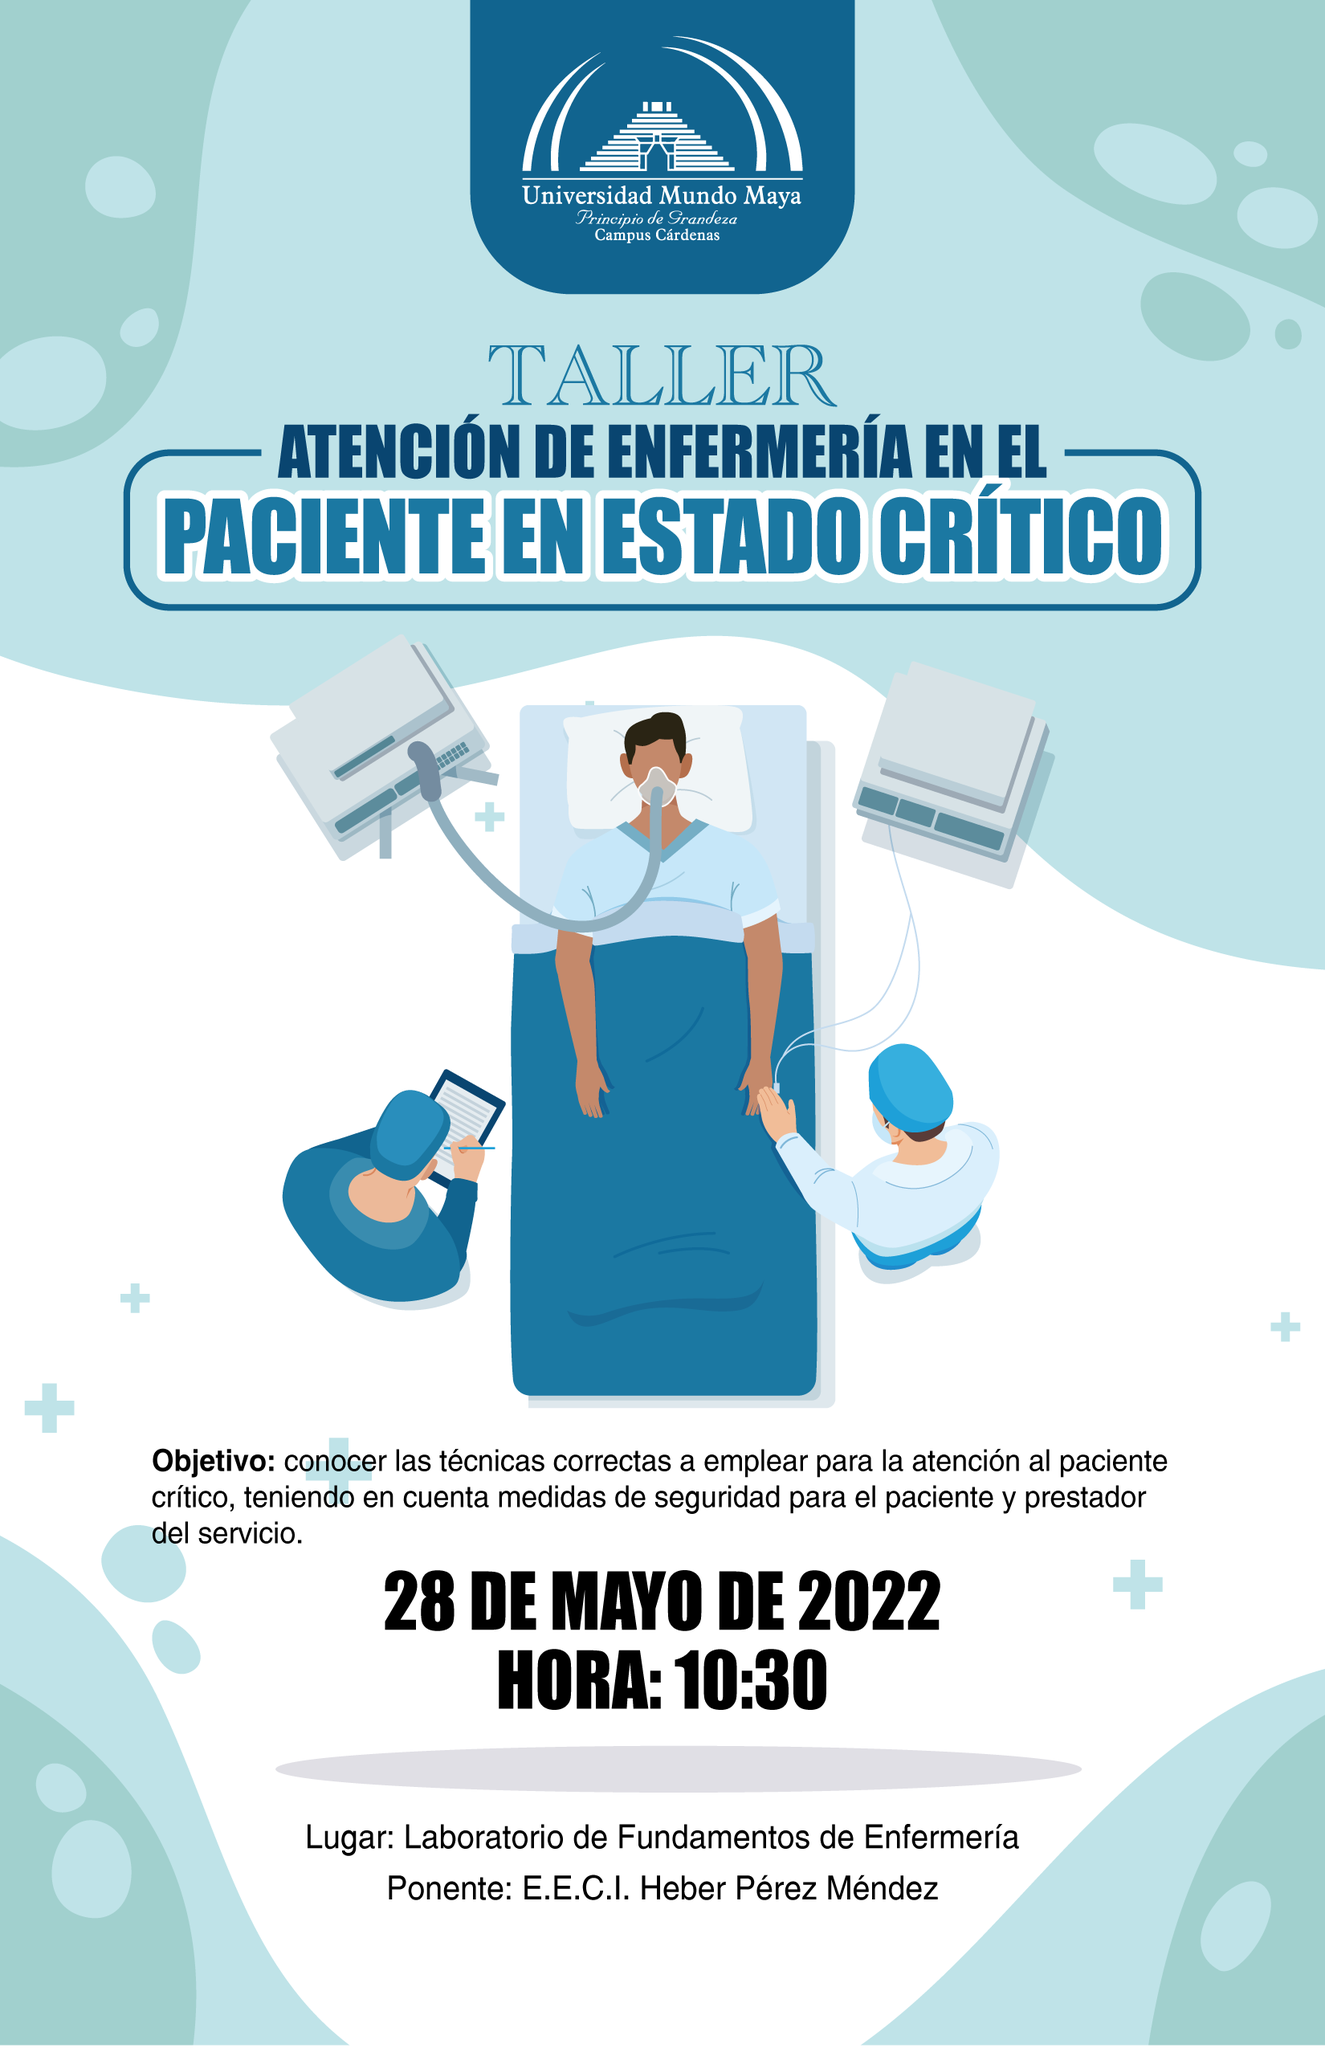 Universidad Mundo Maya
Principio de Grandeza
Campus Cárdenas
TALLER
ATENCIÓN DE ENFERMERÍA EN EL
PACIENTE EN ESTADO CRÍTICO
Objetivo: conocer las técnicas correctas a emplear para la atención al paciente
crítico, teniendo en cuenta medidas de seguridad para el paciente y prestador
del servicio.
28 DE MAYO DE 2022
HORA: 10:30
Lugar: Laboratorio de Fundamentos de Enfermería
Ponente: E.E.C.I. Heber Pérez Méndez